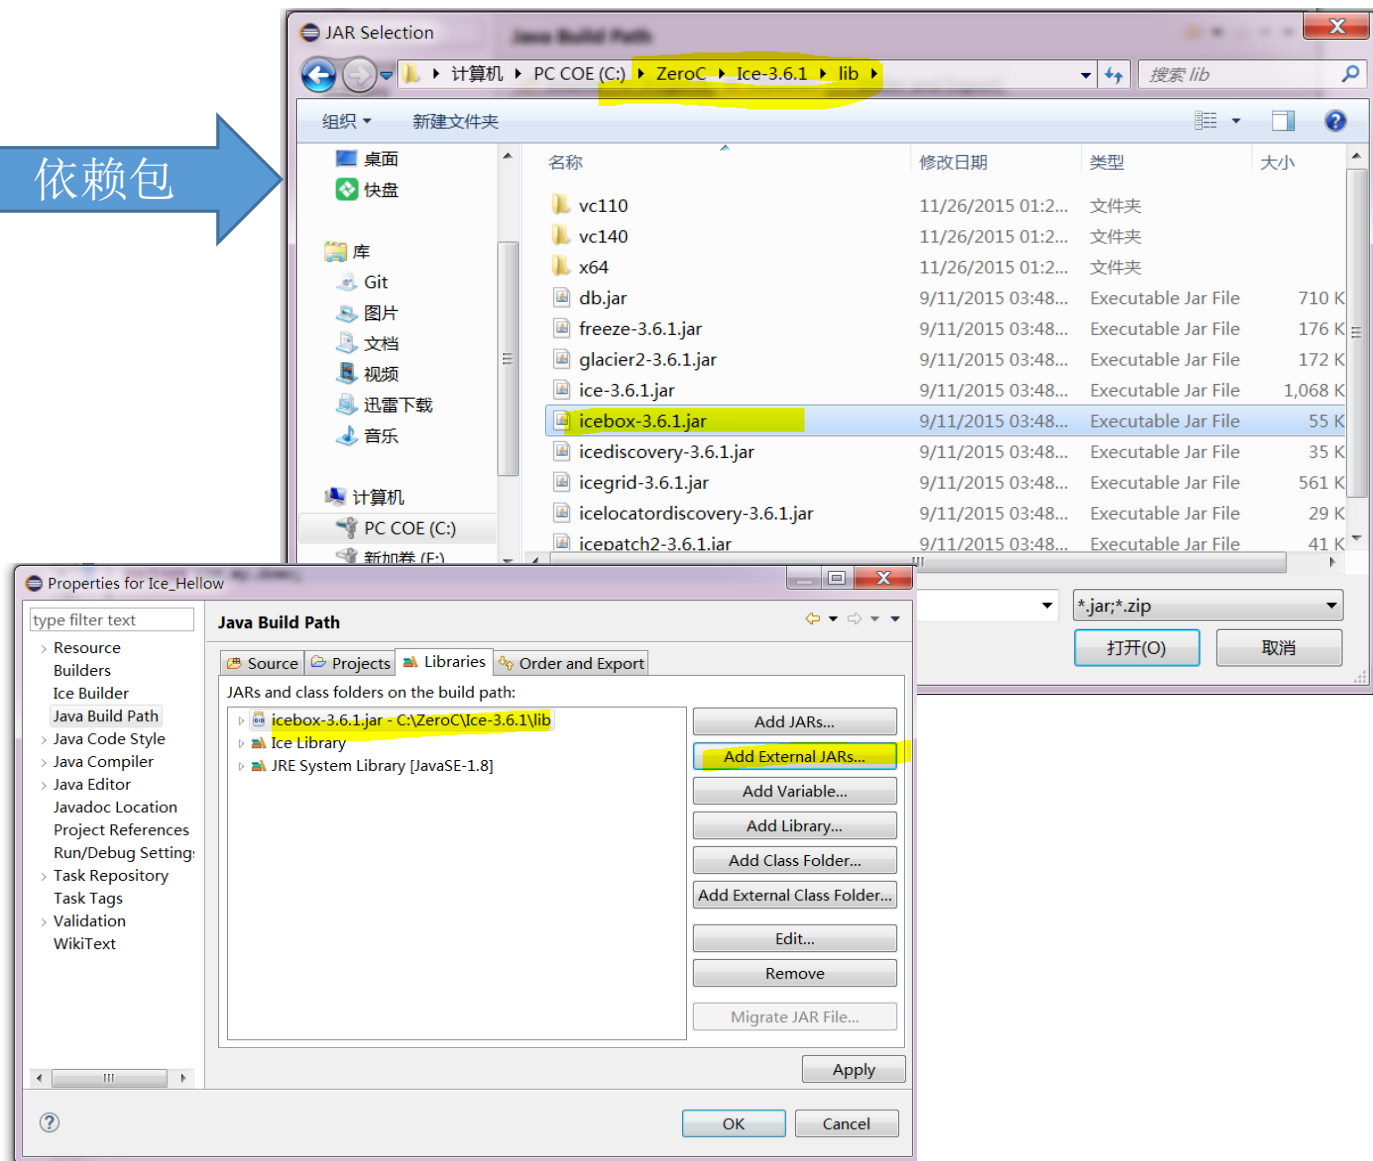 JAR Selection
Java Build Path
计算机 PC COE (C:) ZeroC Ice-3.6.1 lib
搜索 lib
组织 新建文件夹
依赖包
桌面
快盘
库
Git
图片
文档
视频
迅雷下载
音乐
计算机
PC COE (C:)
新加卷 (E:)
名称 修改日期 类型 大小
vc110 11/26/2015 01:2... 文件夹
vc140 11/26/2015 01:2... 文件夹
x64 11/26/2015 01:2... 文件夹
db.jar 9/11/2015 03:48... Executable Jar File 710 K
freeze-3.6.1.jar 9/11/2015 03:48... Executable Jar File 176 K
glacier2-3.6.1.jar 9/11/2015 03:48... Executable Jar File 172 K
ice-3.6.1.jar 9/11/2015 03:48... Executable Jar File 1,068 K
icebox-3.6.1.jar 9/11/2015 03:48... Executable Jar File 55 K
icediscovery-3.6.1.jar 9/11/2015 03:48... Executable Jar File 35 K
icegrid-3.6.1.jar 9/11/2015 03:48... Executable Jar File 561 K
icelocatordiscovery-3.6.1.jar 9/11/2015 03:48... Executable Jar File 29 K
icepatch2-3.6.1.jar 9/11/2015 03:48... Executable Jar File 41 K
*.jar;*.zip
打开(O) 取消
Properties for Ice_Hellow
type filter text
Resource
Builders
Ice Builder
Java Build Path
Java Code Style
Java Compiler
Java Editor
Javadoc Location
Project References
Run/Debug Setting
Task Repository
Task Tags
Validation
WikiText
Java Build Path
Source Projects Libraries Order and Export
JARs and class folders on the build path:
icebox-3.6.1.jar - C:\ZeroC\Ice-3.6.1\lib
Ice Library
JRE System Library [JavaSE-1.8]
Add JARs...
Add External JARs...
Add Variable...
Add Library...
Add Class Folder...
Add External Class Folder...
Edit...
Remove
Migrate JAR File...
Apply
OK Cancel